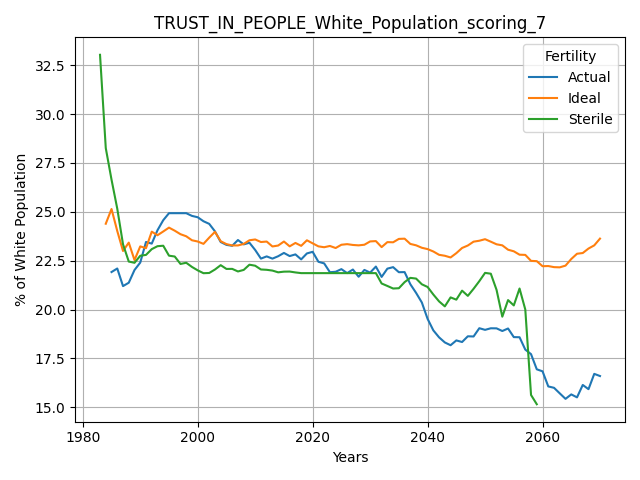 TRUST_IN_PEOPLE_White_Population_scoring_7
Fertility
Actual
Ideal
Sterile
% of White Population
32.5
30.0
27.5
25.0
22.5
20.0
17.5
15.0
1980 2000 2020 2040 2060
Years